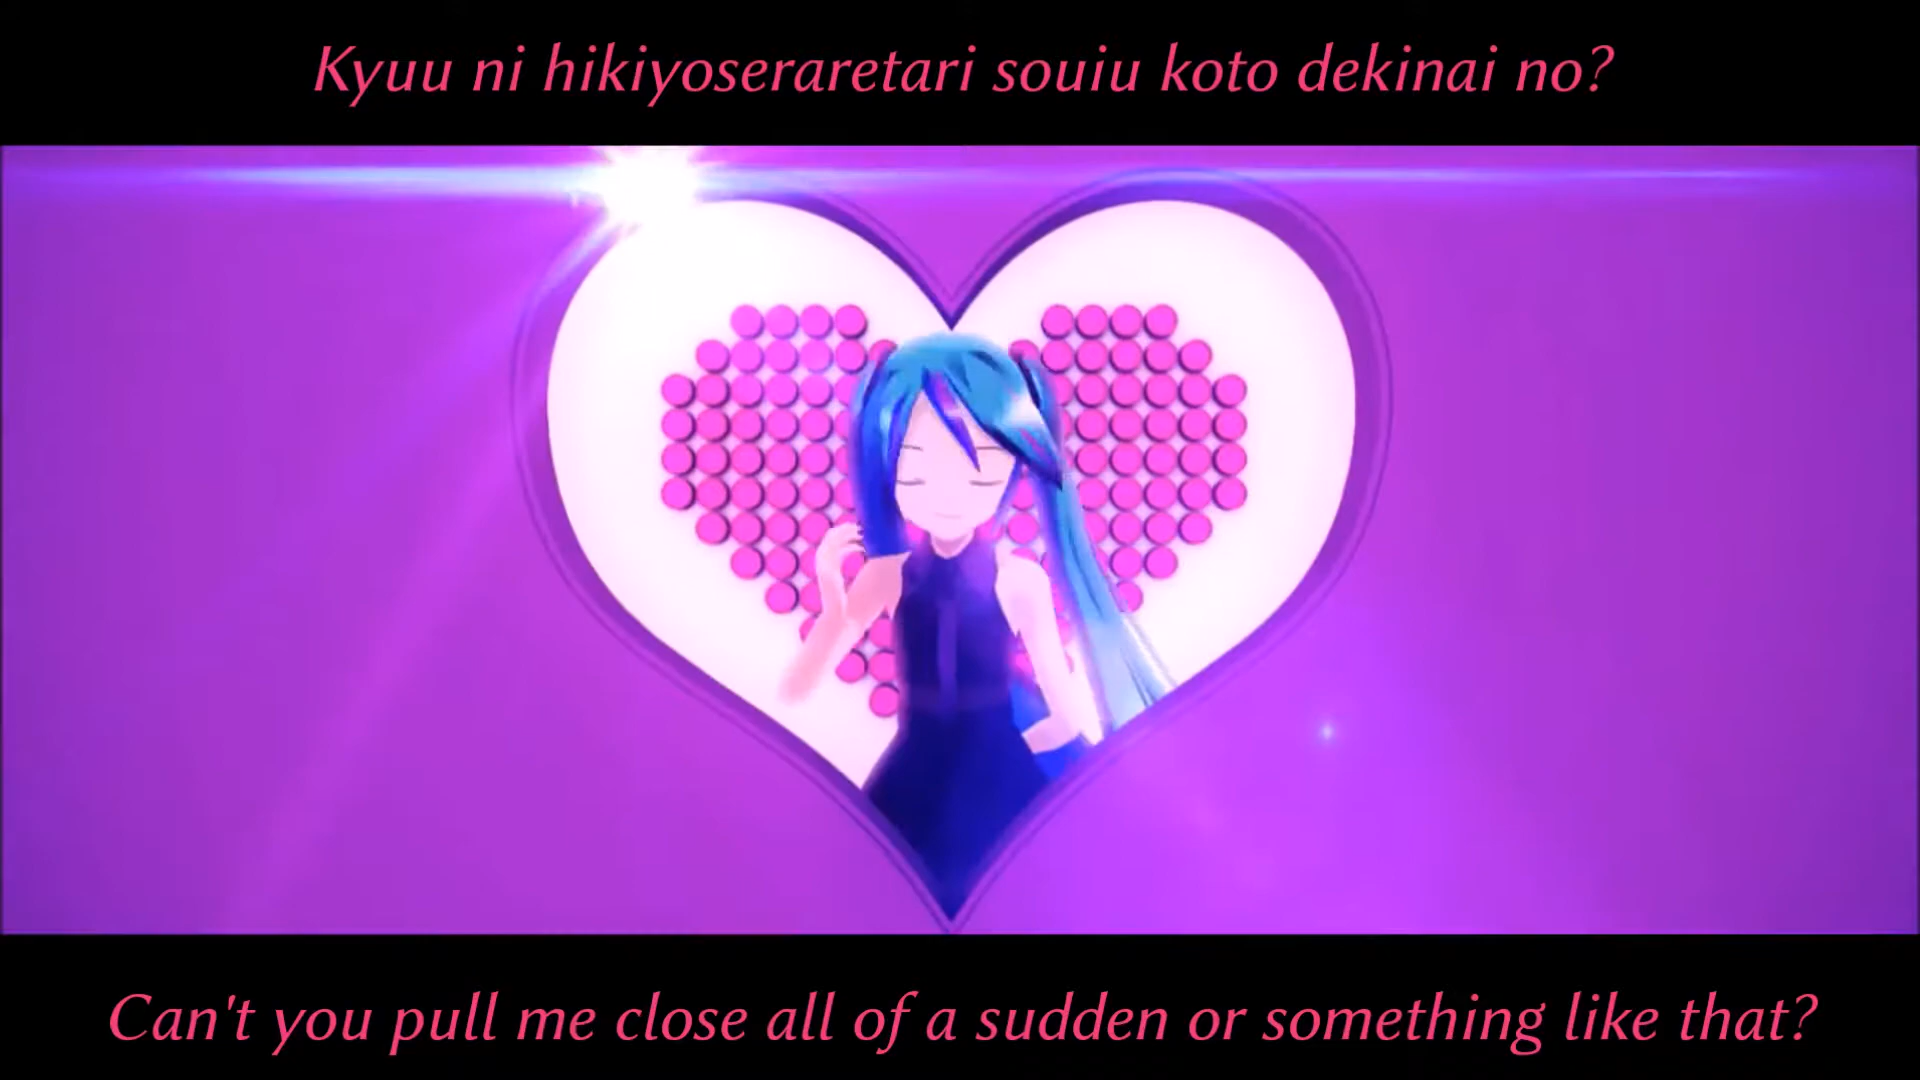 Kyuu ni hikiyoseraretari souiu koto dekinai no?
Can't you pull me close all of a sudden or something like that?